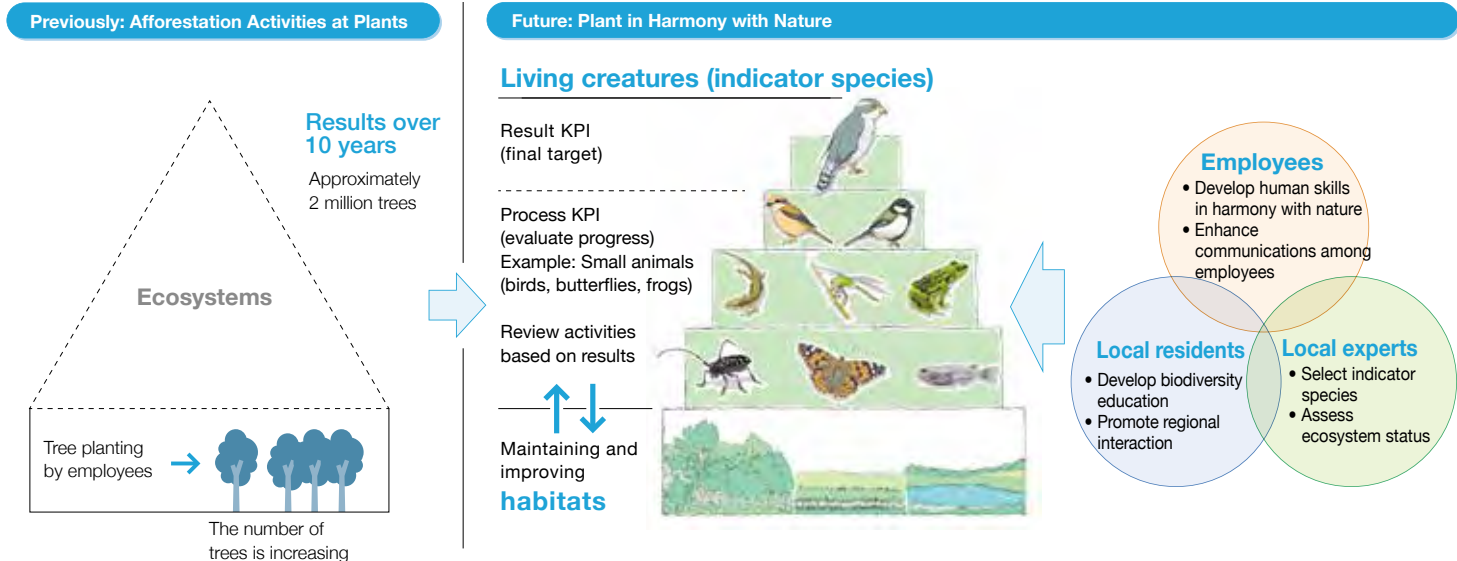 Previously: Afforestation Activities at Plants
Results over
10 years
Approximately
2 million trees
Ecosystems
Tree planting
by employees
The number of
trees is increasing
Future: Plant in Harmony with Nature
Living creatures (indicator species)
Result KPI
(final target)
Process KPI
(evaluate progress)
Example: Small animals
(birds, butterflies, frogs)
Review activities
based on results
Maintaining and
improving
habitats
Employees
• Develop human skills
in harmony with nature
• Enhance
communications among
employees
Local residents
• Develop biodiversity
education
• Promote regional
interaction
Local experts
• Select indicator
species
• Assess
ecosystem status